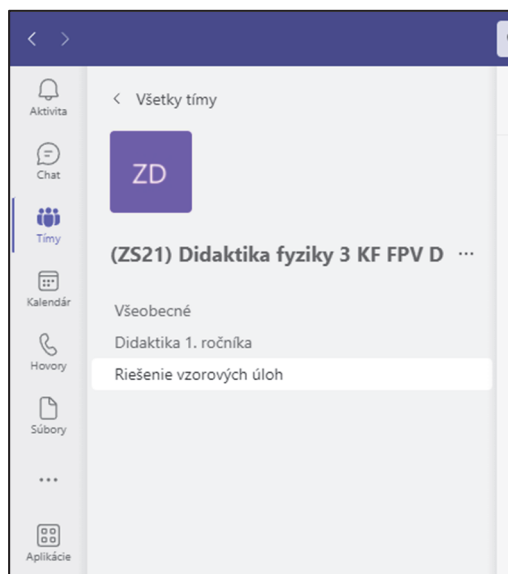 Aktivita
Chat
Tímy
Kalendár
Hovory
Súbory
Aplikácie
Všetky tímy
ZD
(ZS21) Didaktika fyziky 3 KF FPV D
Všeobecné
Didaktika 1. ročníka
Riešenie vzorových úloh